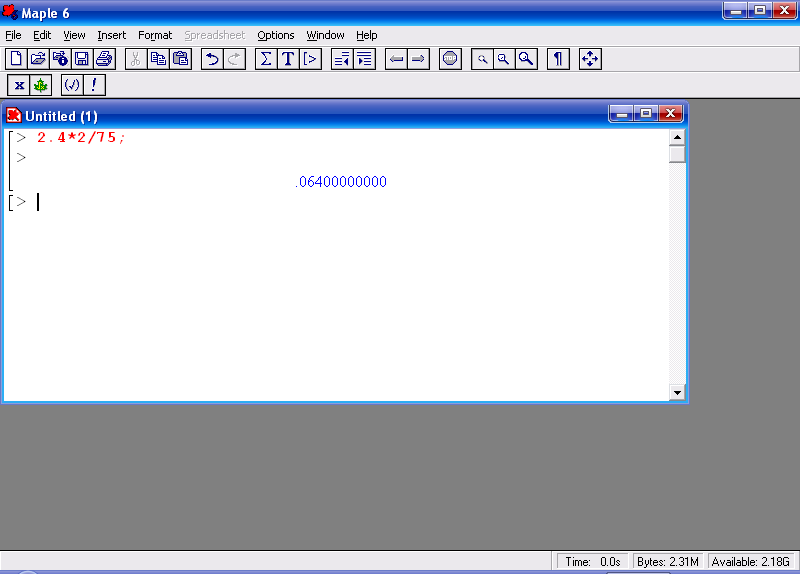 Maple 6
File Edit View Insert Format Spreadsheet Options Window Help
Σ T [>
x (√) !
Untitled (1)
[> 2.4*2/75;
>
.06400000000
[>
Time: 0.0s Bytes: 2.31M Available: 2.18G